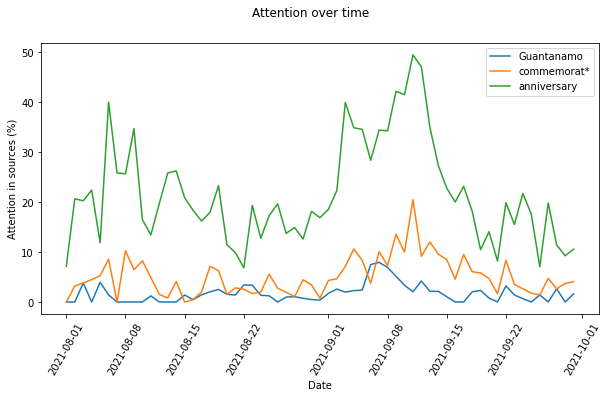 Attention over time
Guantanamo
commemorat*
anniversary
Attention in sources (%)
50
40
30
20
10
0
2021-08-01
2021-08-08
2021-08-15
2021-08-22
2021-09-01
2021-09-08
2021-09-15
2021-09-22
2021-10-01
Date